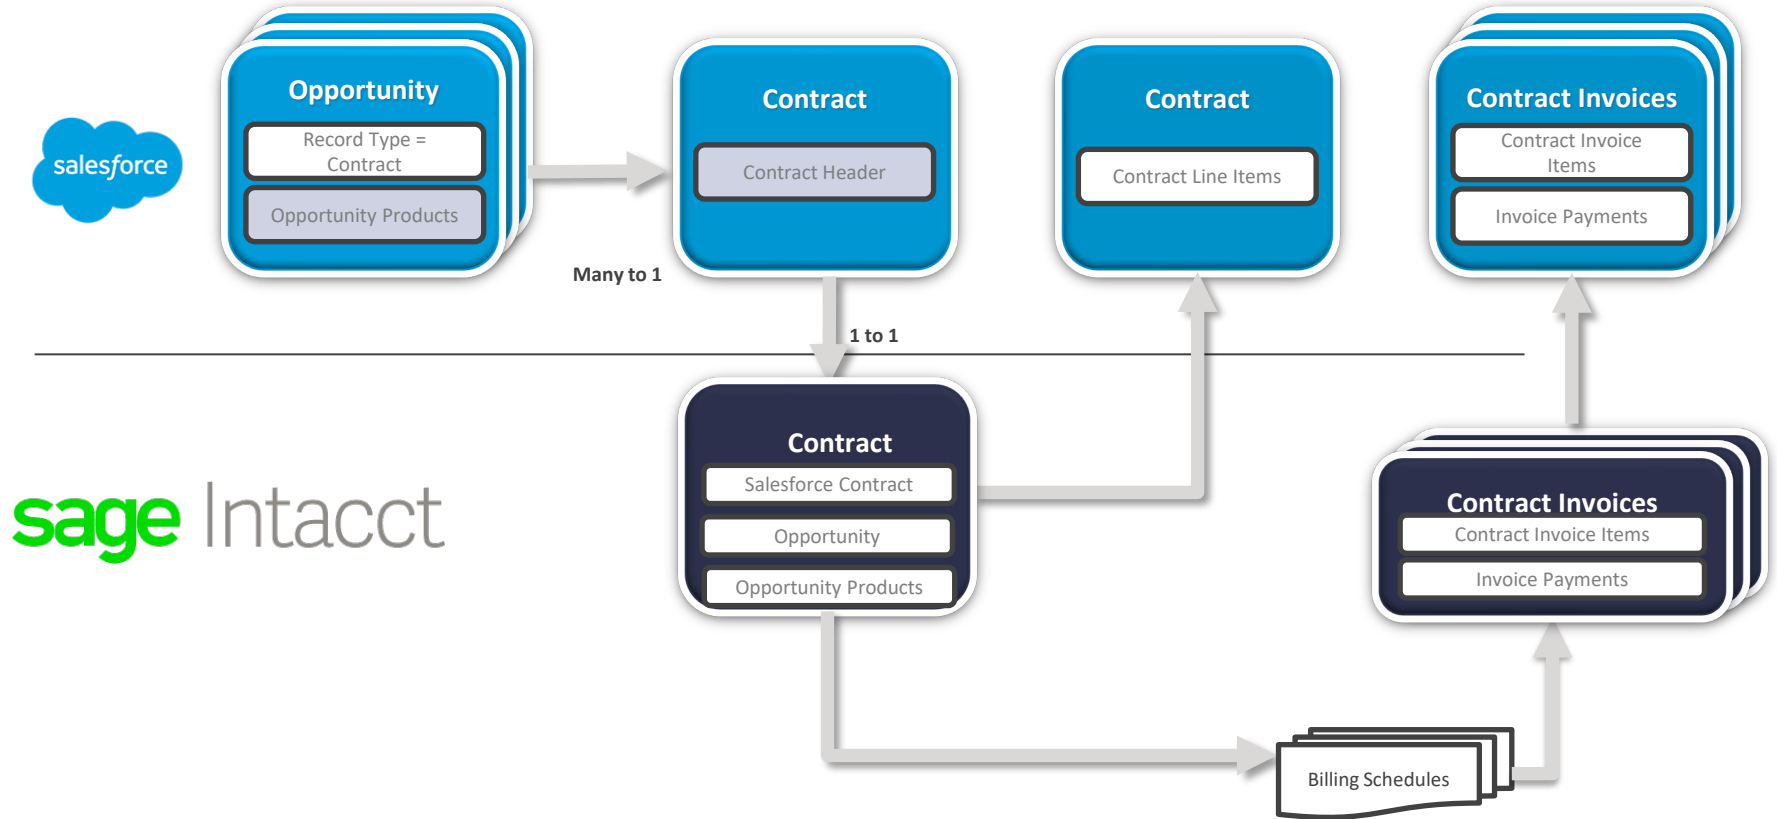 Opportunity
Record Type =
Contract
Opportunity Products
Contract
Contract Header
Contract
Contract Line Items
Contract Invoices
Contract Invoice
Items
Invoice Payments
salesforce
Many to 1
1 to 1
sage Intacct
Contract
Salesforce Contract
Opportunity
Opportunity Products
Contract Invoices
Contract Invoice Items
Invoice Payments
Billing Schedules